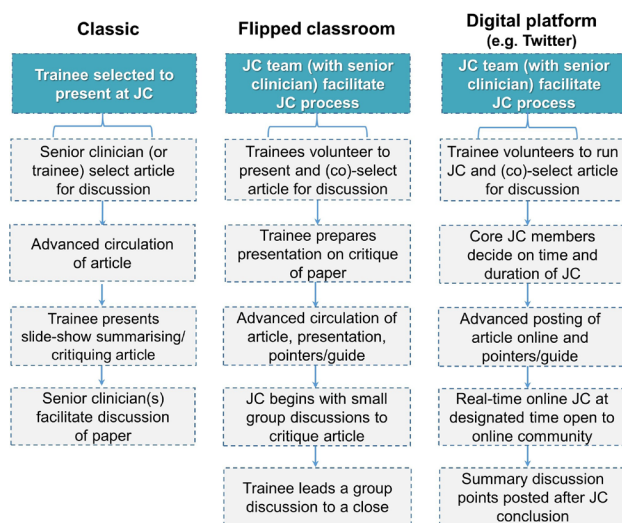 Classic
Trainee selected to
present at JC
Senior clinician (or
trainee) select article
for discussion
Advanced circulation
of article
Trainee presents
slide-show summarising/
critiquing article
Senior clinician(s)
facilitate discussion
of paper
Flipped classroom
JC team (with senior
clinician) facilitate
JC process
Trainees volunteer to
present and (co)-select
article for discussion
Trainee prepares
presentation on critique
of paper
Advanced circulation of
article, presentation,
pointers/guide
JC begins with small
group discussions to
critique article
Trainee leads a group
discussion to a close
Digital platform
(e.g. Twitter)
JC team (with senior
clinician) facilitate
JC process
Trainee volunteers to run
JC and (co)-select article
for discussion
Core JC members
decide on time and
duration of JC
Advanced posting of
article online and
pointers/guide
Real-time online JC at
designated time open to
online community
Summary discussion
points posted after JC
conclusion